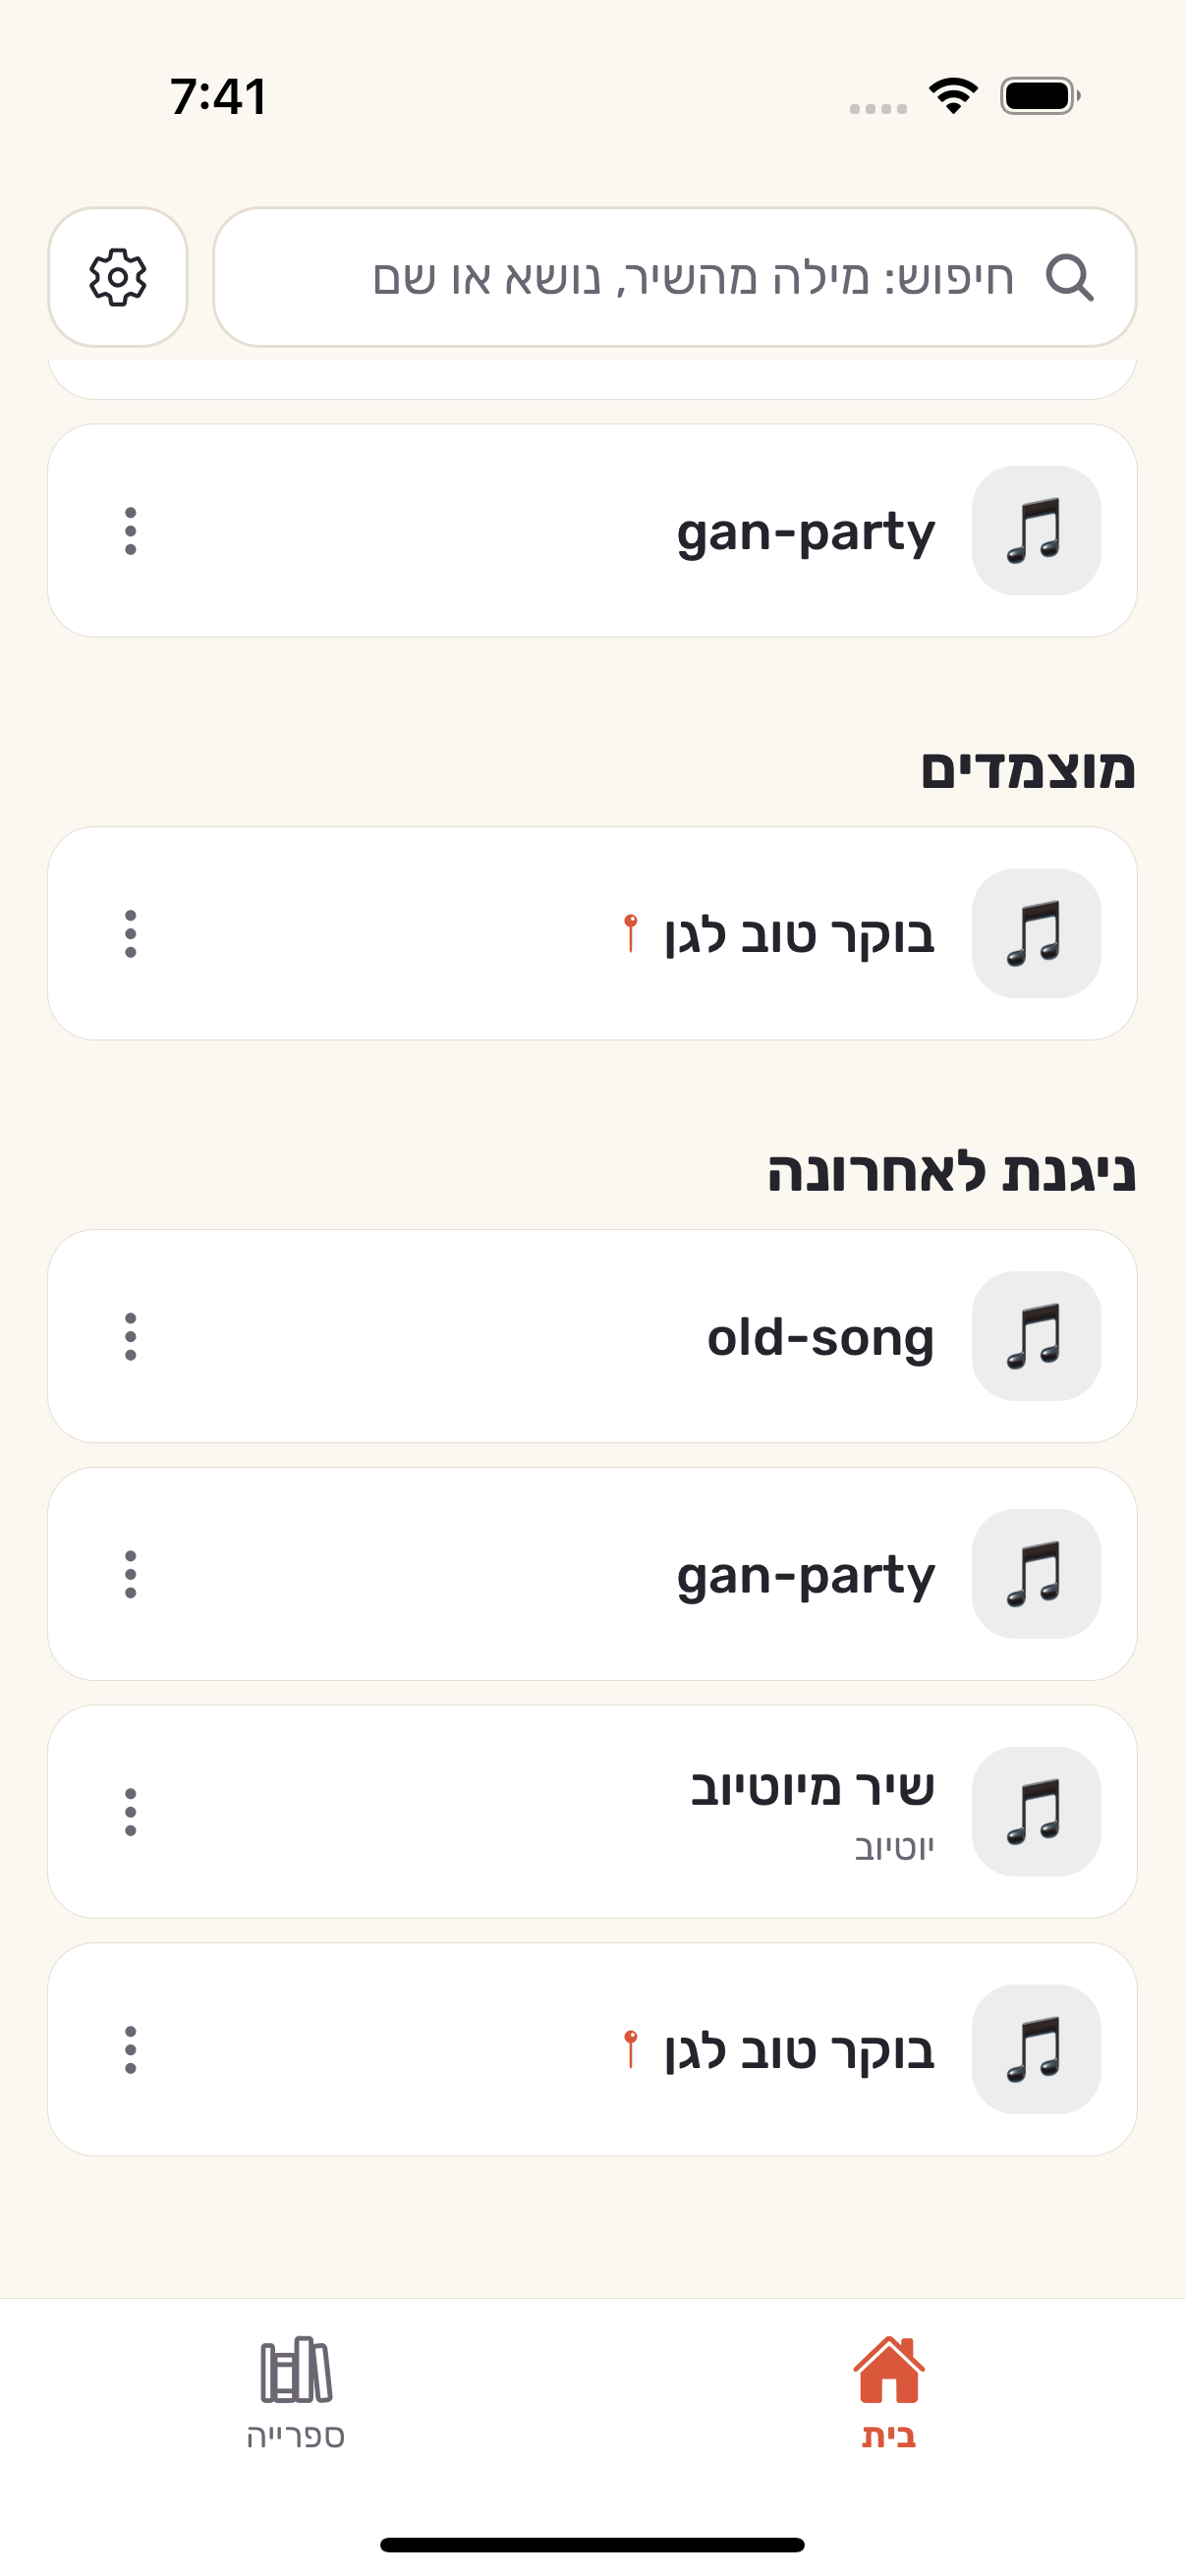 7:41
חיפוש: מילה מהשיר, נושא או שם
gan-party
מוצמדים
בוקר טוב לגן
ניגנת לאחרונה
old-song
gan-party
שיר מיוטיוב
יוטיוב
בוקר טוב לגן
בית
ספרייה